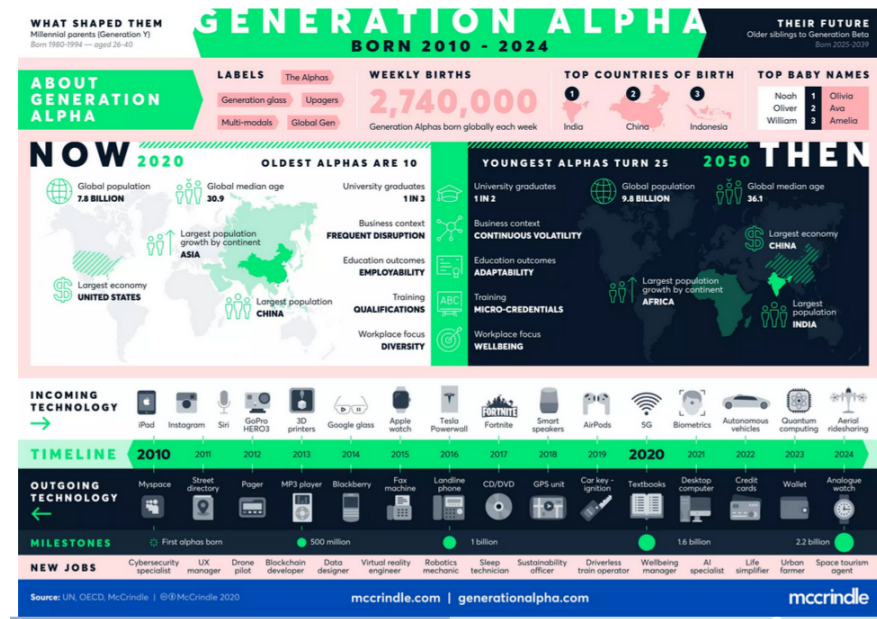 WHAT SHAPED THEM
Millennial parents (Generation Y)
Born 1980-1994 — aged 26-40
GENERATION ALPHA
BORN 2010 - 2024
THEIR FUTURE
Older siblings to Generation Beta
Born 2025-2039
ABOUT
GENERATION
ALPHA
LABELS
The Alphas
Generation glass
Upagers
Multi-modals
Global Gen
WEEKLY BIRTHS
2,740,000
Generation Alphas born globally each week
TOP COUNTRIES OF BIRTH
1
2
3
India
China
Indonesia
TOP BABY NAMES
Noah 1 Olivia
Oliver 2 Ava
William 3 Amelia
NOW 2020
OLDEST ALPHAS ARE 10
Global population
7.8 BILLION
Global median age
30.9
Largest population
growth by continent
ASIA
Largest economy
UNITED STATES
Largest population
CHINA
University graduates
1 IN 3
Business context
FREQUENT DISRUPTION
Education outcomes
EMPLOYABILITY
Training
QUALIFICATIONS
Workplace focus
DIVERSITY
ABC
YOUNGEST ALPHAS TURN 25
2050 THEN
University graduates
1 IN 2
Business context
CONTINUOUS VOLATILITY
Education outcomes
ADAPTABILITY
Training
MICRO-CREDENTIALS
Workplace focus
WELLBEING
Global population
9.8 BILLION
Global median age
36.1
Largest economy
CHINA
Largest population
growth by continent
AFRICA
Largest
population
INDIA
INCOMING
TECHNOLOGY
iPad
Instagram
Siri
GoPro
HERO3
3D
printers
Google glass
Apple
watch
Tesla
Powerwall
FORTNITE
Fortnite
Smart
speakers
AirPods
5G
Biometrics
Autonomous
vehicles
Quantum
computing
Aerial
ridesharing
TIMELINE
2010 2011 2012 2013 2014 2015 2016 2017 2018 2019 2020 2021 2022 2023 2024
OUTGOING
TECHNOLOGY
Myspace
Street
directory
Pager
MP3 player
Blackberry
Fax
machine
Landline
phone
CD/DVD
GPS unit
Car key -
ignition
Textbooks
Desktop
computer
Credit
cards
Wallet
Analogue
watch
MILESTONES
First alphas born
500 million
1 billion
1.6 billion
2.2 billion
NEW JOBS
Cybersecurity
specialist
UX
manager
Drone
pilot
Blockchain
developer
Data
designer
Virtual reality
engineer
Robotics
mechanic
Sleep
technician
Sustainability
officer
Driverless
train operator
Wellbeing
manager
AI
specialist
Life
simplifier
Urban
farmer
Space tourism
agent
Source: UN, OECD, McCrindle | McCrindle 2020
mccrindle.com | generationalpha.com
mccrindle